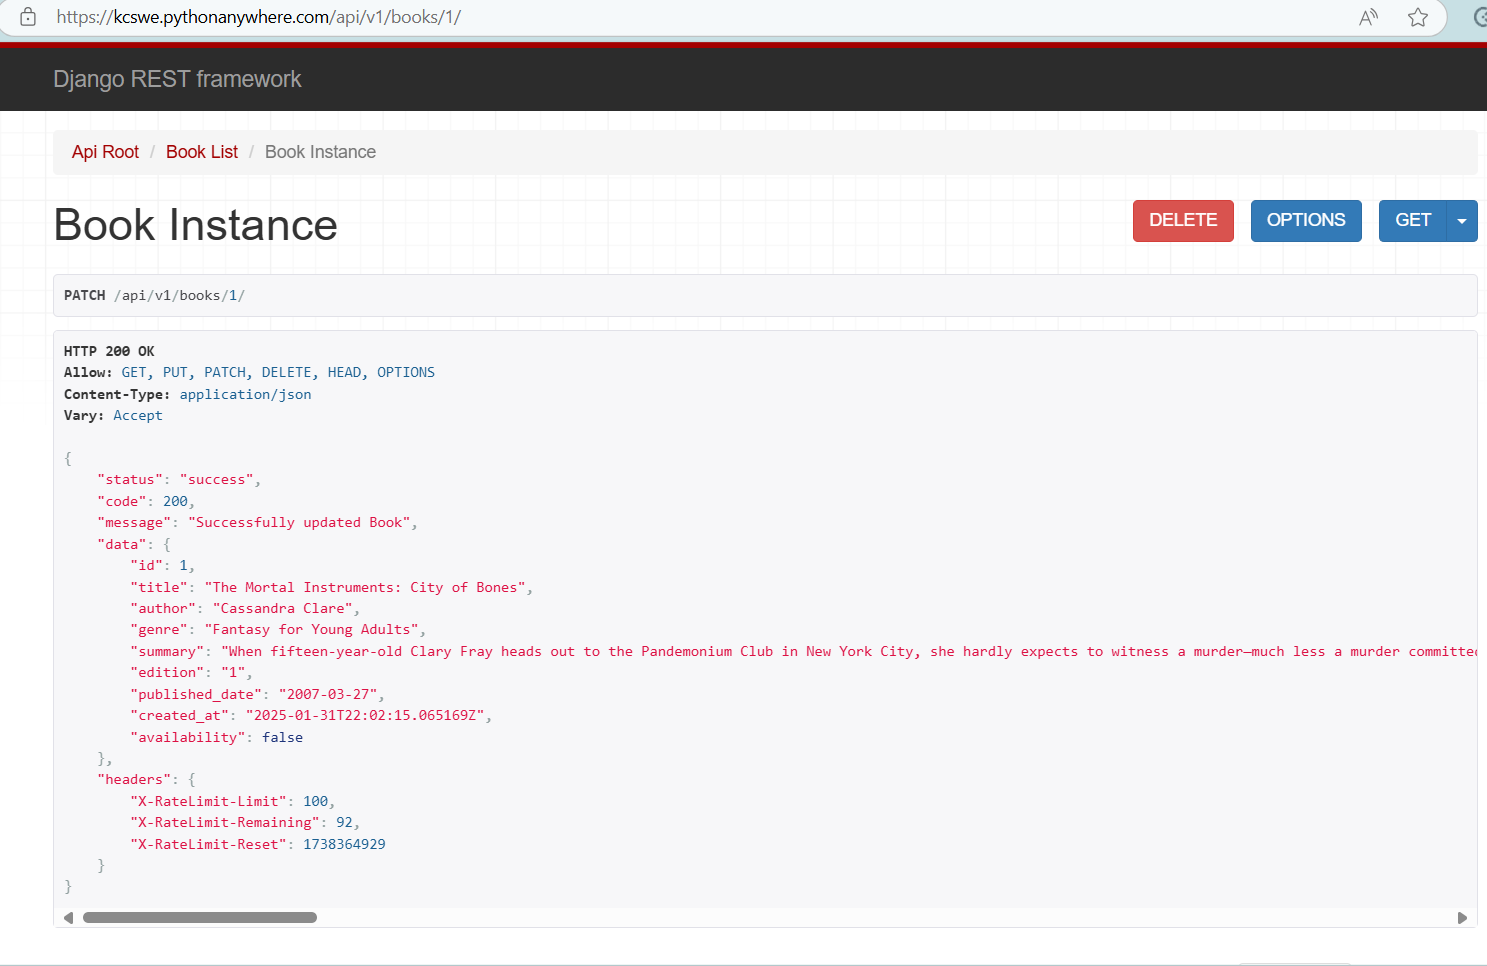 https://kcswe.pythonanywhere.com/api/v1/books/1/
Django REST framework
Api Root / Book List / Book Instance
Book Instance
DELETE
OPTIONS
GET
PATCH /api/v1/books/1/
HTTP 200 OK
Allow: GET, PUT, PATCH, DELETE, HEAD, OPTIONS
Content-Type: application/json
Vary: Accept
{
    "status": "success",
    "code": 200,
    "message": "Successfully updated Book",
    "data": {
        "id": 1,
        "title": "The Mortal Instruments: City of Bones",
        "author": "Cassandra Clare",
        "genre": "Fantasy for Young Adults",
        "summary": "When fifteen-year-old Clary Fray heads out to the Pandemonium Club in New York City, she hardly expects to witness a murder—much less a murder committed
        "edition": "1",
        "published_date": "2007-03-27",
        "created_at": "2025-01-31T22:02:15.065169Z",
        "availability": false
    },
    "headers": {
        "X-RateLimit-Limit": 100,
        "X-RateLimit-Remaining": 92,
        "X-RateLimit-Reset": 1738364929
    }
}